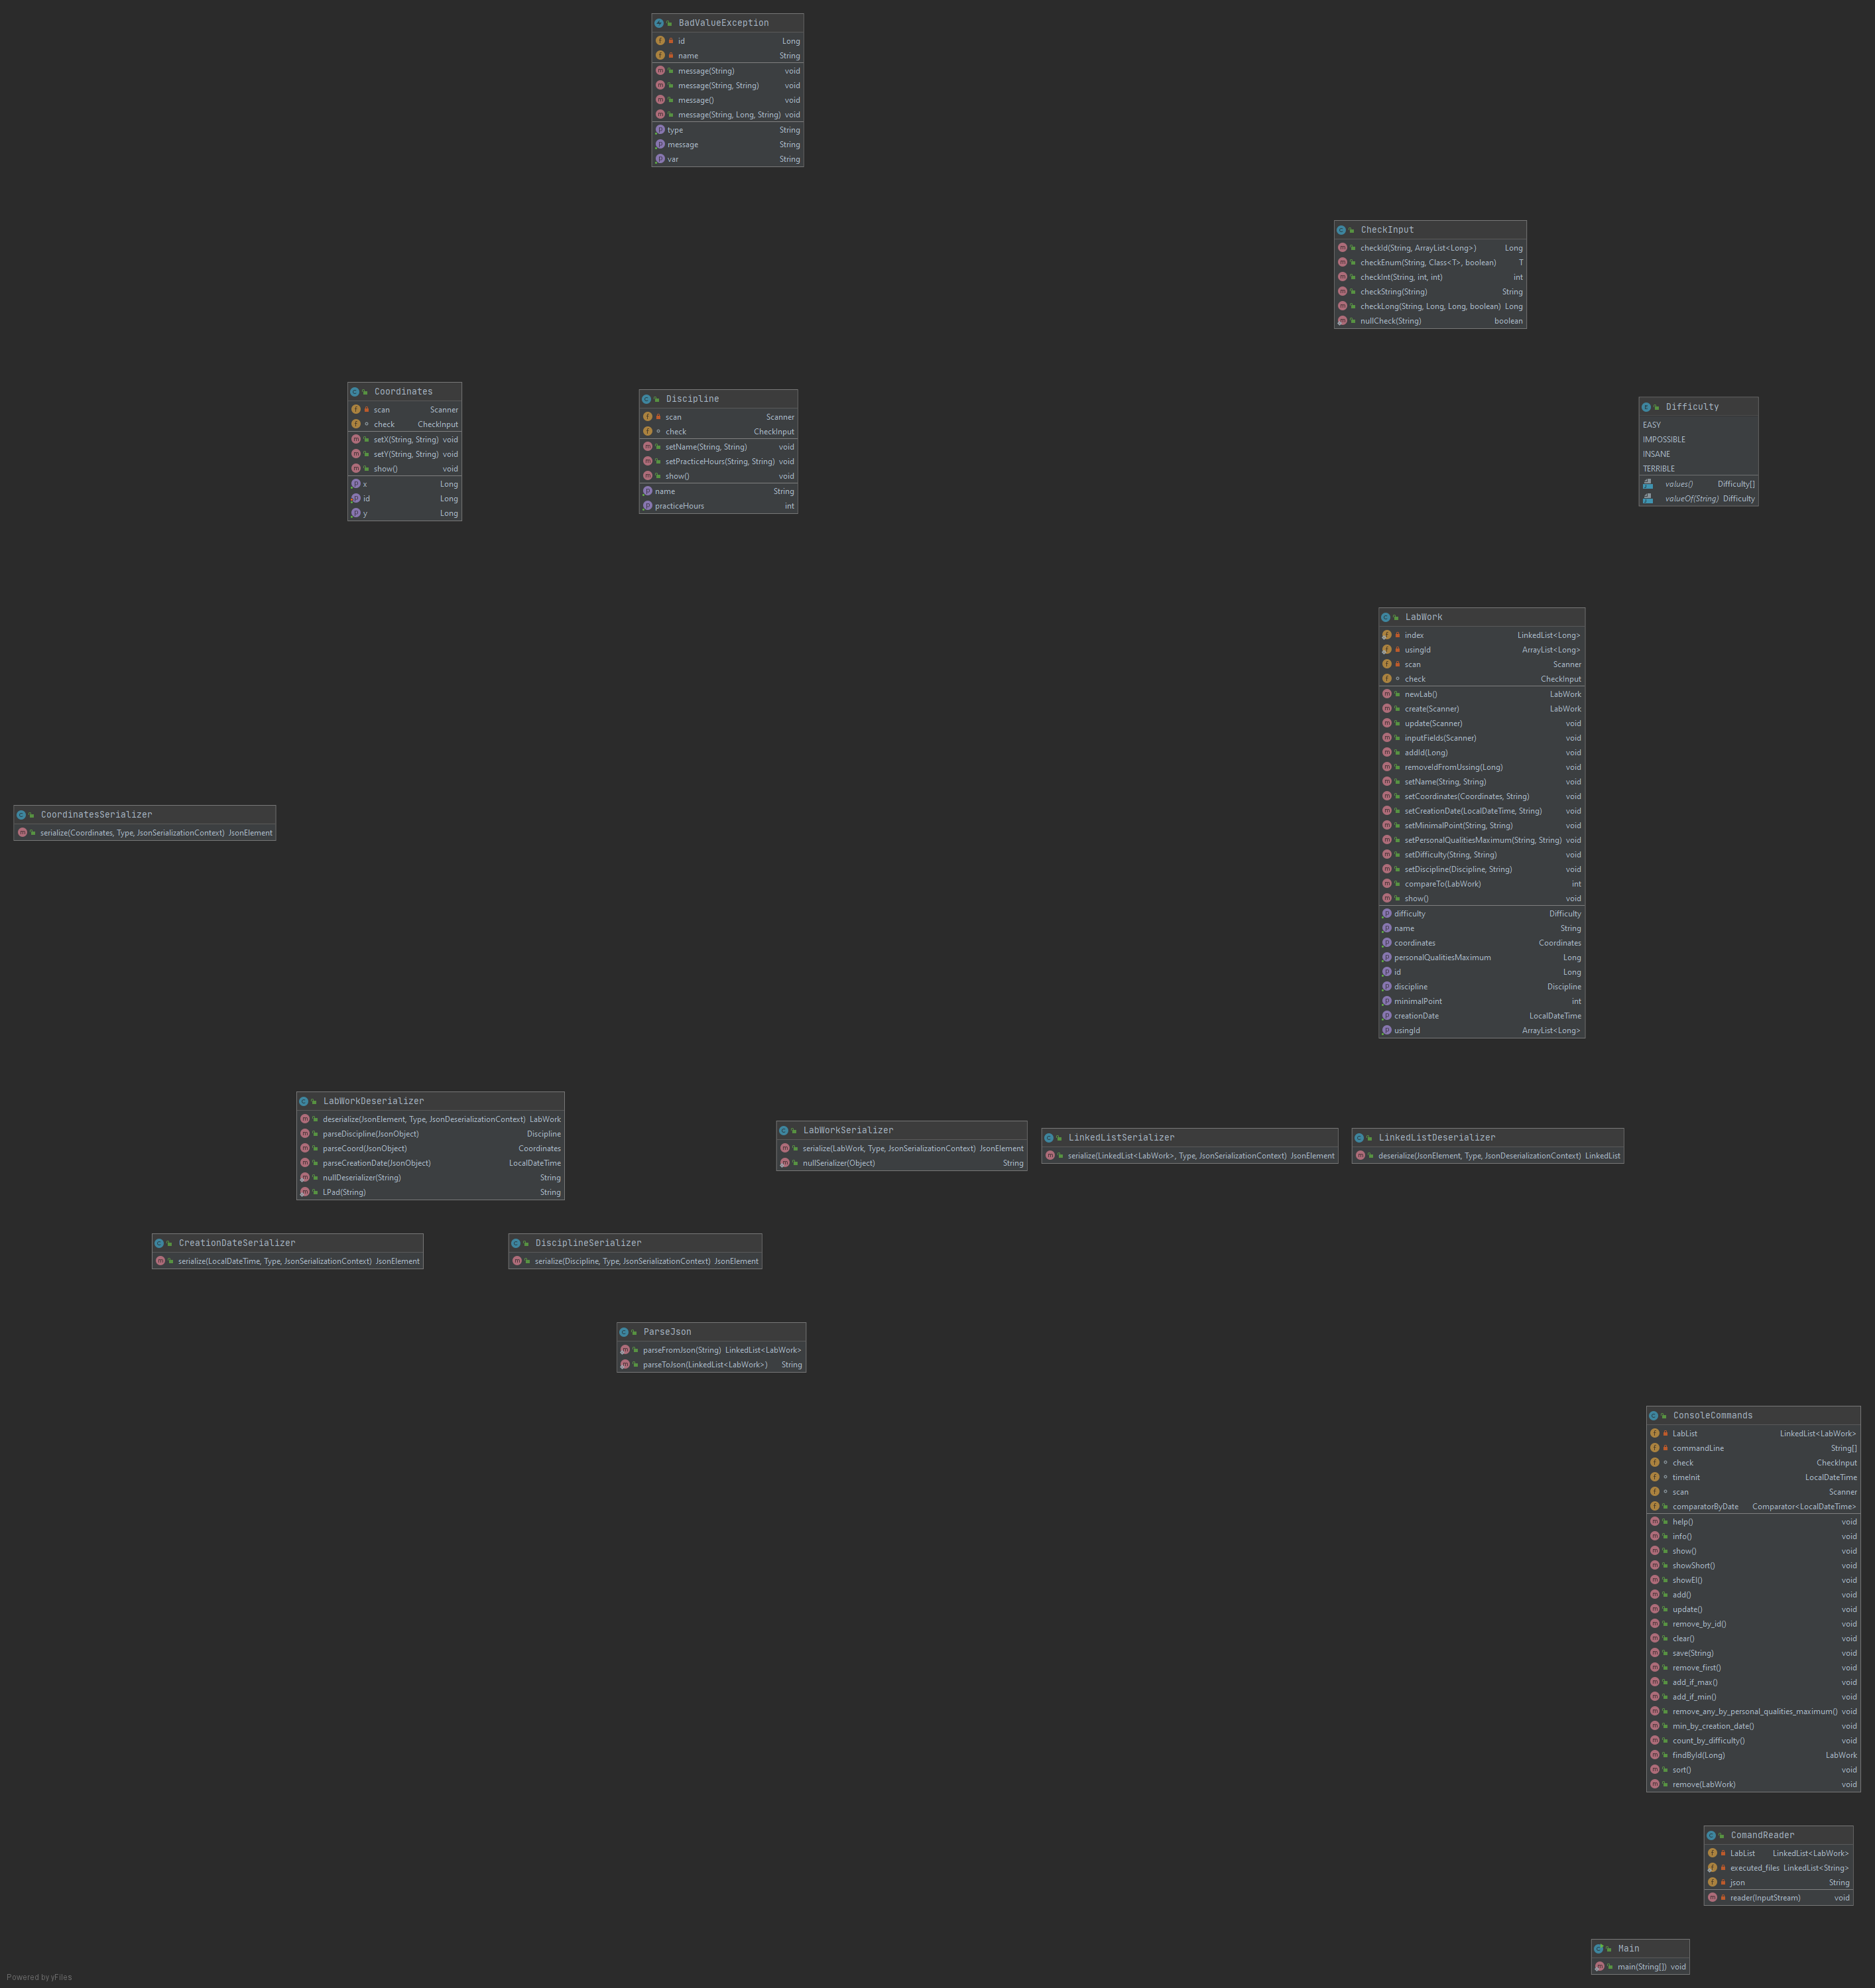 BadValueException
id Long
name String
message(String) void
message(String, String) void
message() void
message(String, Long, String) void
type String
message String
var String
CheckInput
checkId(String, ArrayList<Long>) Long
checkEnum(String, Class<T>, boolean) T
checkInt(String, int, int) int
checkString(String) String
checkLong(String, Long, Long, boolean) Long
nullCheck(String) boolean
Coordinates
scan Scanner
check CheckInput
setX(String, String) void
setY(String, String) void
show() void
x Long
id Long
y Long
Discipline
scan Scanner
check CheckInput
setName(String, String) void
setPracticeHours(String, String) void
show() void
name String
practiceHours int
Difficulty
EASY
IMPOSSIBLE
INSANE
TERRIBLE
values() Difficulty[]
valueOf(String) Difficulty
LabWork
index LinkedList<Long>
usingId ArrayList<Long>
scan Scanner
check CheckInput
newLab() LabWork
create(Scanner) LabWork
update(Scanner) void
inputFields(Scanner) void
addId(Long) void
removeIdFromUssing(Long) void
setName(String, String) void
setCoordinates(Coordinates, String) void
setCreationDate(LocalDateTime, String) void
setMinimalPoint(String, String) void
setPersonalQualitiesMaximum(String, String) void
setDifficulty(String, String) void
setDiscipline(Discipline, String) void
compareTo(LabWork) int
show() void
difficulty Difficulty
name String
coordinates Coordinates
personalQualitiesMaximum Long
id Long
discipline Discipline
minimalPoint int
creationDate LocalDateTime
usingId ArrayList<Long>
CoordinatesSerializer
serialize(Coordinates, Type, JsonSerializationContext) JsonElement
LabWorkDeserializer
deserialize(JsonElement, Type, JsonDeserializationContext) LabWork
parseDiscipline(JsonObject) Discipline
parseCoord(JsonObject) Coordinates
parseCreationDate(JsonObject) LocalDateTime
nullDeserializer(String) String
LPad(String) String
LabWorkSerializer
serialize(LabWork, Type, JsonSerializationContext) JsonElement
nullSerializer(Object) String
LinkedListSerializer
serialize(LinkedList<LabWork>, Type, JsonSerializationContext) JsonElement
LinkedListDeserializer
deserialize(JsonElement, Type, JsonDeserializationContext) LinkedList
CreationDateSerializer
serialize(LocalDateTime, Type, JsonSerializationContext) JsonElement
DisciplineSerializer
serialize(Discipline, Type, JsonSerializationContext) JsonElement
ParseJson
parseFromJson(String) LinkedList<LabWork>
parseToJson(LinkedList<LabWork>) String
ConsoleCommands
LabList LinkedList<LabWork>
commandLine String[]
check CheckInput
timeInit LocalDateTime
scan Scanner
comparatorByDate Comparator<LocalDateTime>
help() void
info() void
show() void
showShort() void
showEl() void
add() void
update() void
remove_by_id() void
clear() void
save(String) void
remove_first() void
add_if_max() void
add_if_min() void
remove_any_by_personal_qualities_maximum() void
min_by_creation_date() void
count_by_difficulty() void
findById(Long) LabWork
sort() void
remove(LabWork) void
ComandReader
LabList LinkedList<LabWork>
executed_files LinkedList<String>
json String
reader(InputStream) void
Main
main(String[]) void
Powered by yFiles